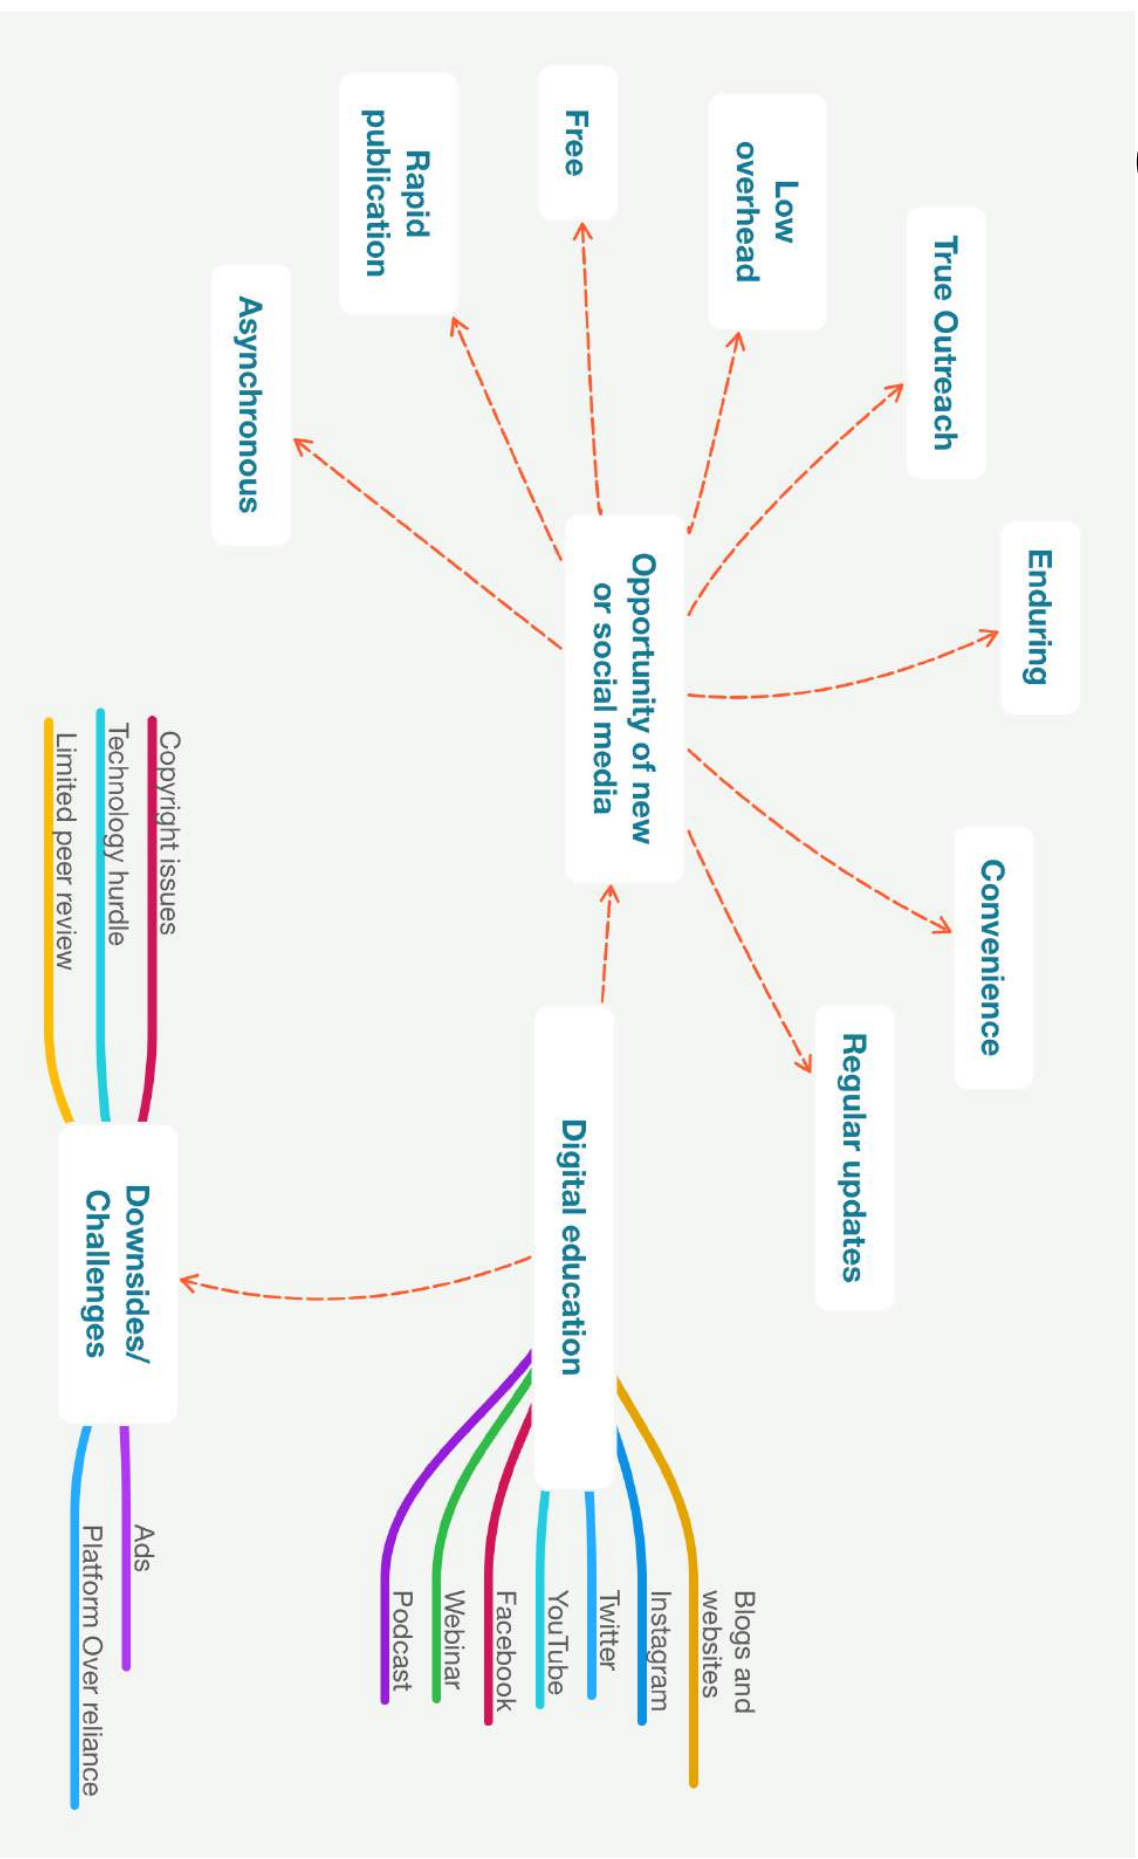 Enduring
Convenience
True Outreach
Regular updates
Low
overhead
Opportunity of new
or social media
Free
Rapid
publication
Asynchronous
Digital education
Blogs and
websites
Instagram
Twitter
YouTube
Facebook
Webinar
Podcast
Downsides/
Challenges
Copyright issues
Technology hurdle
Limited peer review
Ads
Platform Over reliance